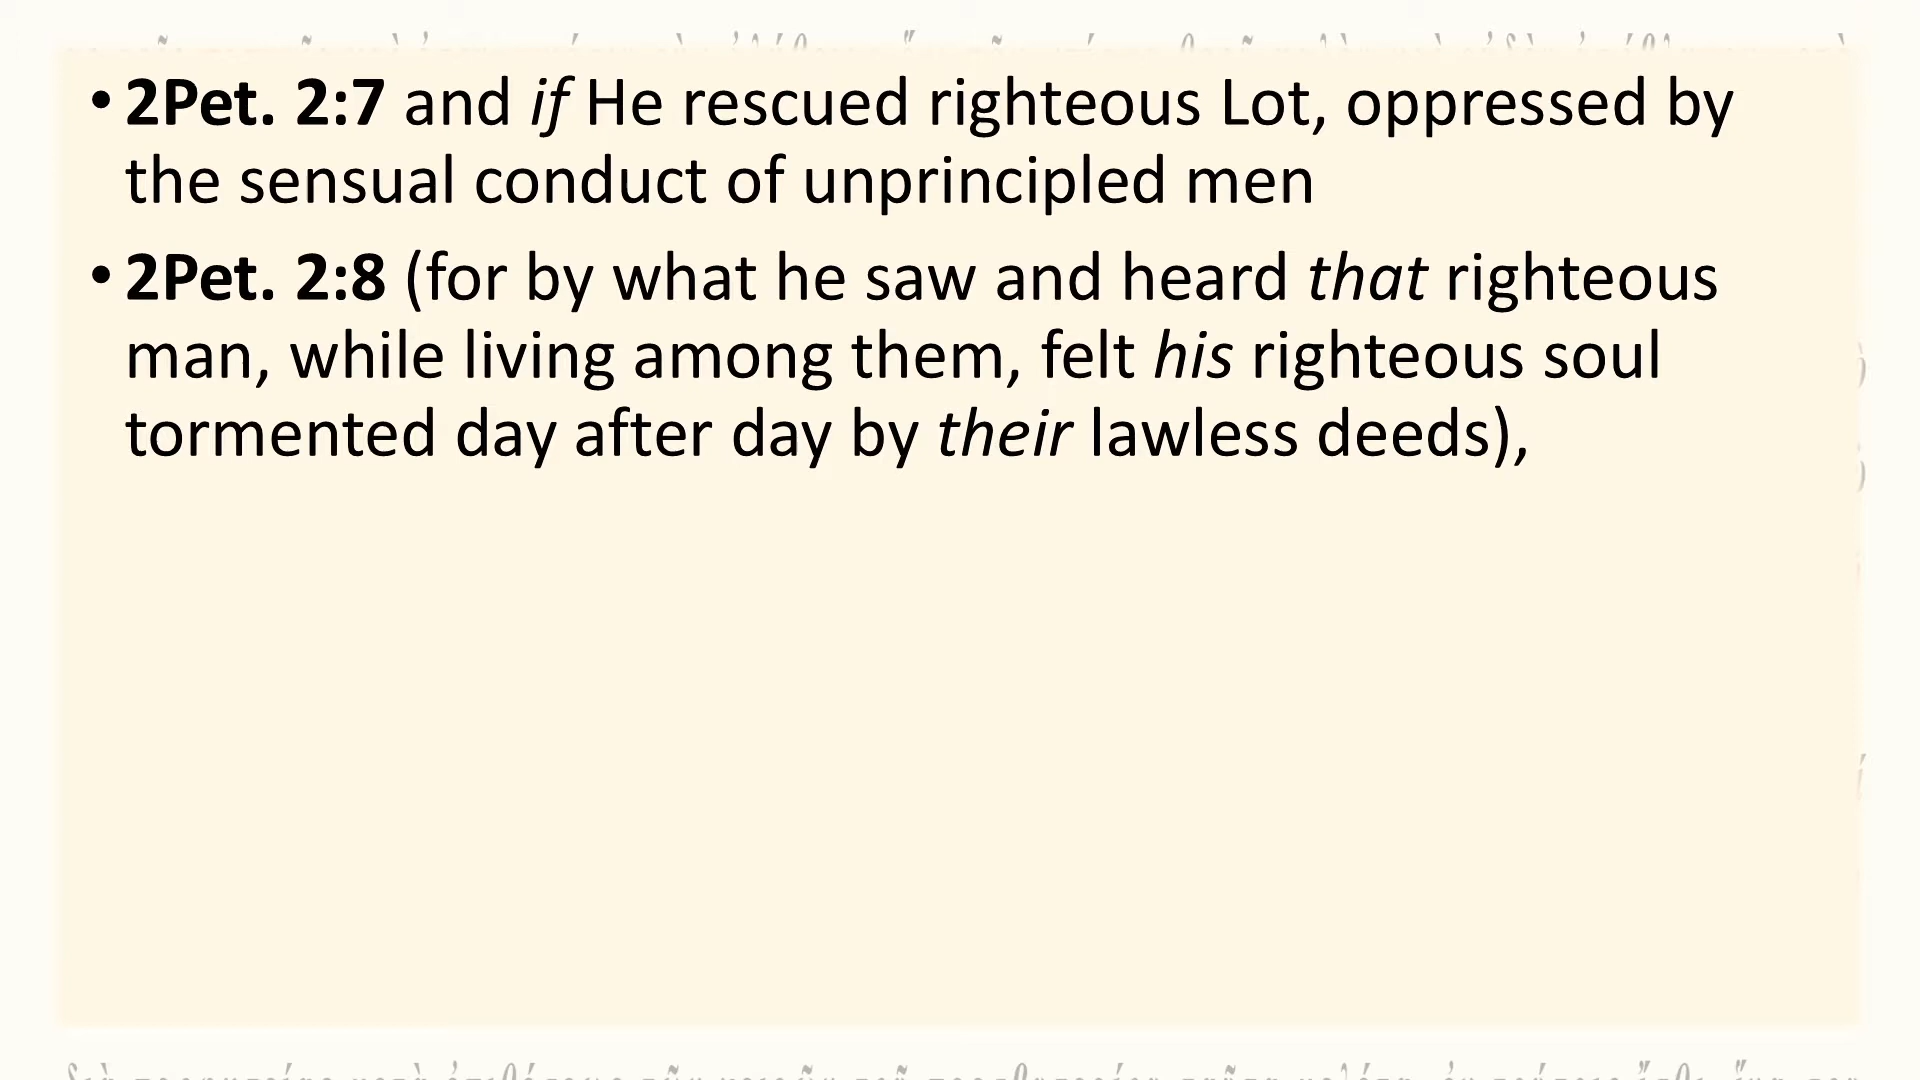 • 2Pet. 2:7 and if He rescued righteous Lot, oppressed by
the sensual conduct of unprincipled men
• 2Pet. 2:8 (for by what he saw and heard that righteous
man, while living among them, felt his righteous soul
tormented day after day by their lawless deeds),